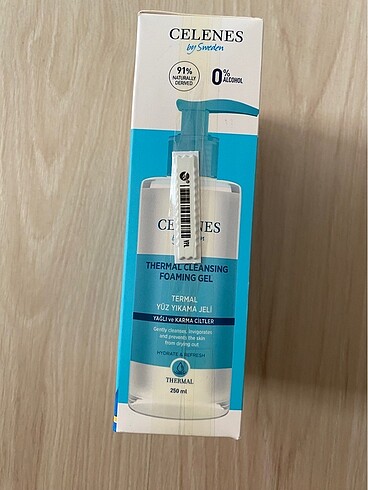 CELENES
by Sweden
91%
NATURALLY
DERIVED
0%
ALCOHOL
CELENES
THERMAL CLEANSING
FOAMING GEL
TERMAL
YÜZ YIKAMA JELİ
YAĞLI ve KARMA CİLTLER
Gently cleanses, invigorates
and prevents the skin
from drying out
HYDRATE & REFRESH
THERMAL
250 ml